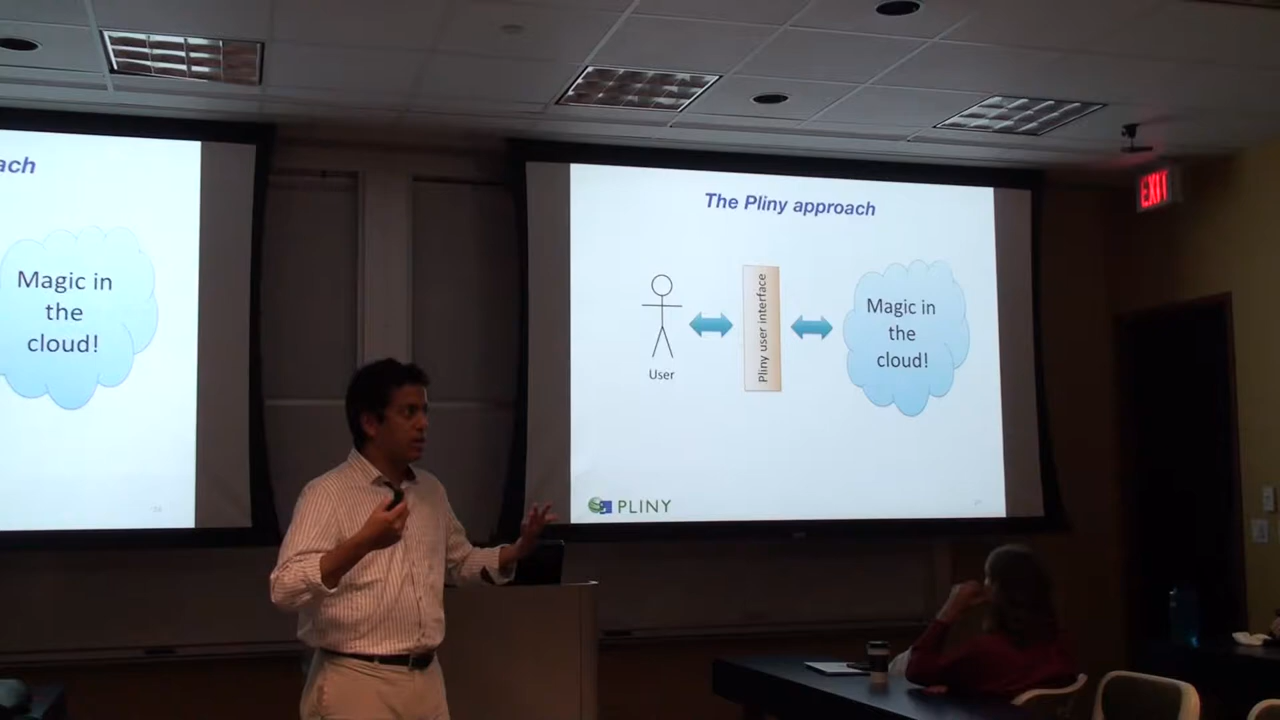 ach
Magic in
the
cloud!
The Pliny approach
User
Pliny user interface
Magic in
the
cloud!
PLINY
EXIT